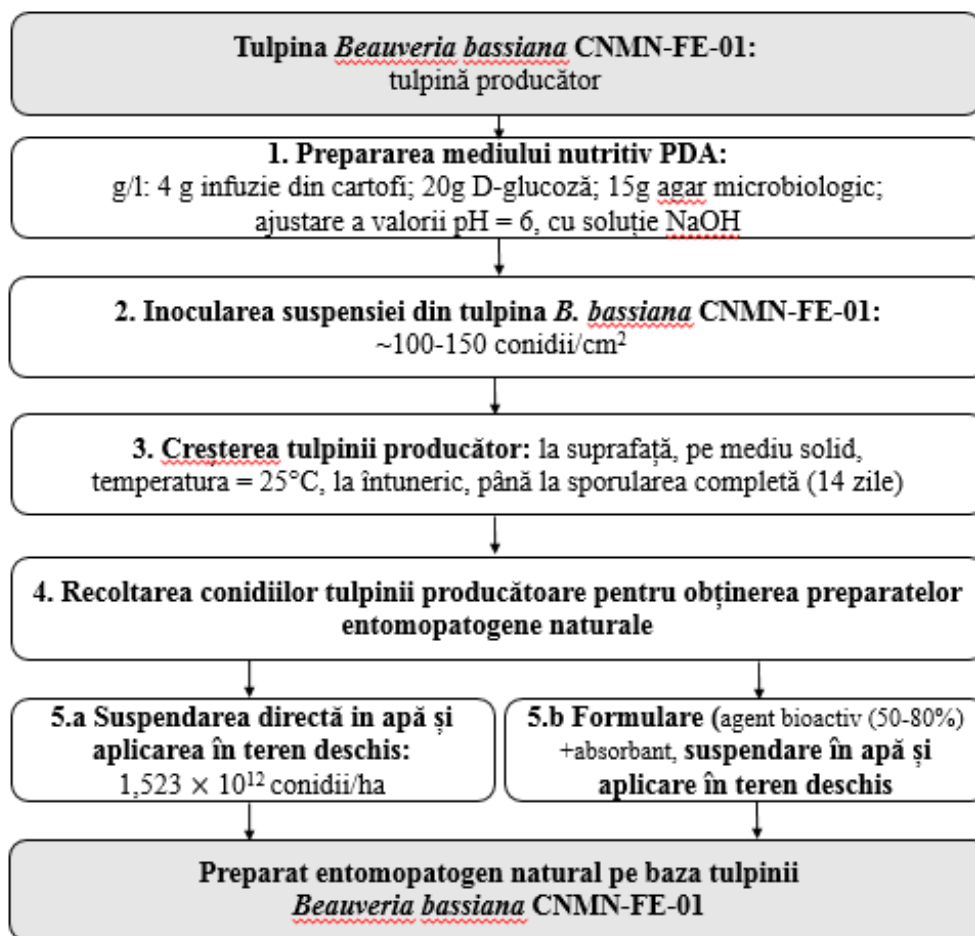 Tulpina Beauveria bassiana CNMN-FE-01:
tulpină producător
1. Prepararea mediului nutritiv PDA:
g/l: 4 g infuzie din cartofi; 20g D-glucoză; 15g agar microbiologic;
ajustare a valorii pH = 6, cu soluție NaOH
2. Inocularea suspensiei din tulpina B. bassiana CNMN-FE-01:
~100-150 conidii/cm²
3. Creșterea tulpinii producător: la suprafață, pe mediu solid,
temperatura = 25°C, la întuneric, până la sporularea completă (14 zile)
4. Recoltarea conidiilor tulpinii producătoare pentru obținerea preparatelor
entomopatogene naturale
5.a Suspendarea directă in apă și
aplicarea în teren deschis:
1,523 × 10¹² conidii/ha
5.b Formulare (agent bioactiv (50-80%)
+absorbant, suspendare în apă și
aplicare în teren deschis
Preparat entomopatogen natural pe baza tulpinii
Beauveria bassiana CNMN-FE-01